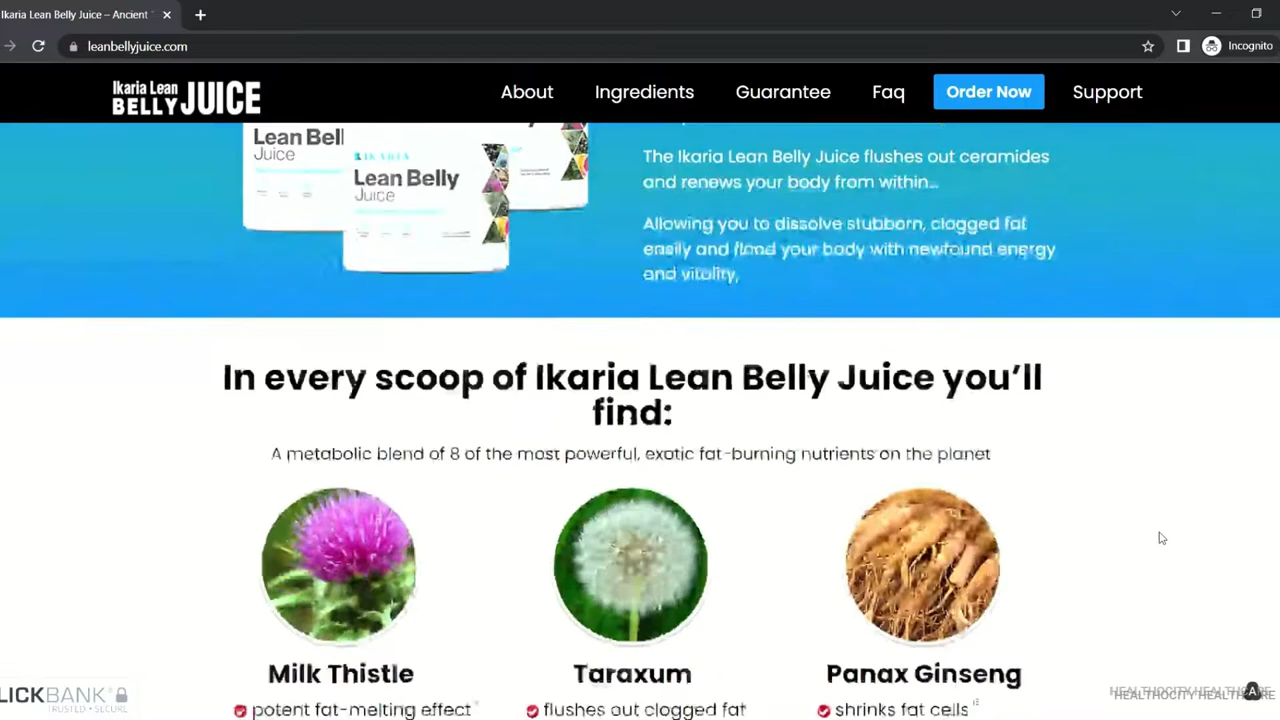 Ikaria Lean Belly Juice – Ancient
leanbellyjuice.com
Incognito
Ikaria Lean
BELLY JUICE
About
Ingredients
Guarantee
Faq
Order Now
Support
Lean Bell
Juice
IKARIA
Lean Belly
Juice
The Ikaria Lean Belly Juice flushes out ceramides
and renews your body from within...
Allowing you to dissolve stubborn, clogged fat
easily and flood your body with newfound energy
and vitality,
In every scoop of Ikaria Lean Belly Juice you’ll
find:
A metabolic blend of 8 of the most powerful, exotic fat-burning nutrients on the planet
Milk Thistle
Taraxum
Panax Ginseng
potent fat-melting effect
flushes out clogged fat
shrinks fat cells
LICKBANK
TRUSTED • SECURE
A